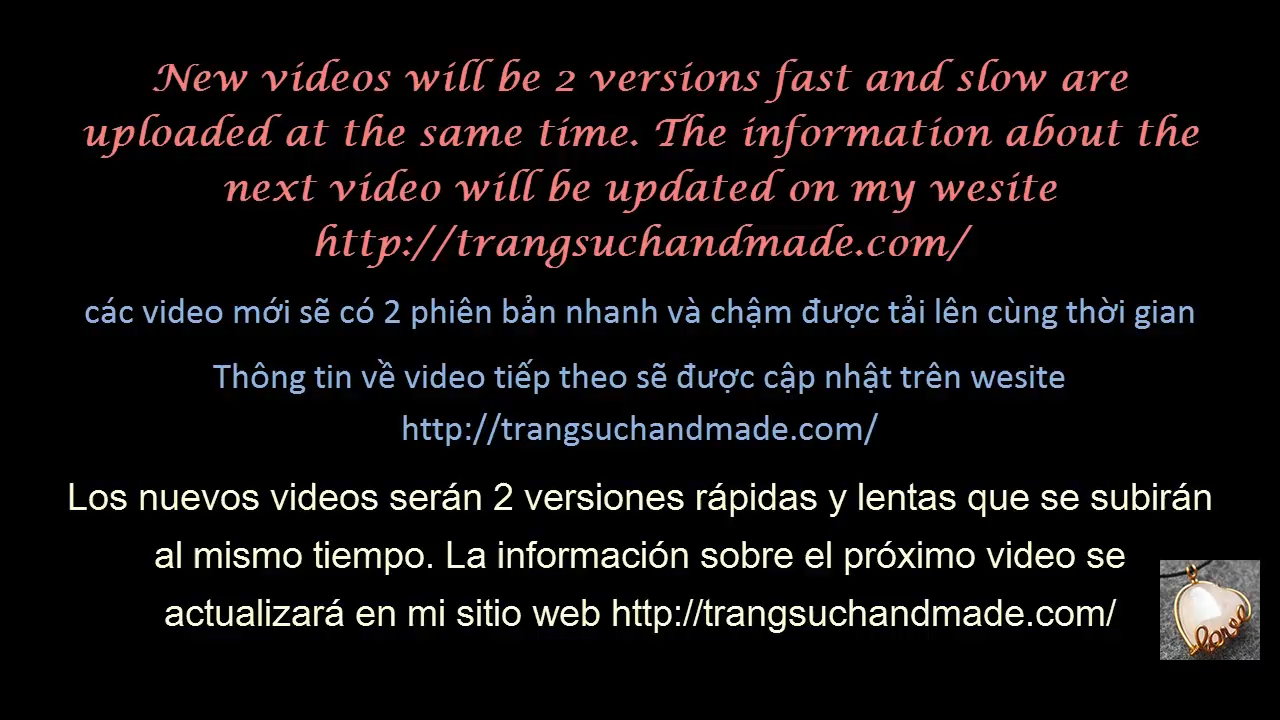 New videos will be 2 versions fast and slow are
uploaded at the same time. The information about the
next video will be updated on my wesite
http://trangsuchandmade.com/
các video mới sẽ có 2 phiên bản nhanh và chậm được tải lên cùng thời gian
Thông tin về video tiếp theo sẽ được cập nhật trên wesite
http://trangsuchandmade.com/
Los nuevos videos serán 2 versiones rápidas y lentas que se subirán
al mismo tiempo. La información sobre el próximo video se
actualizará en mi sitio web http://trangsuchandmade.com/
love